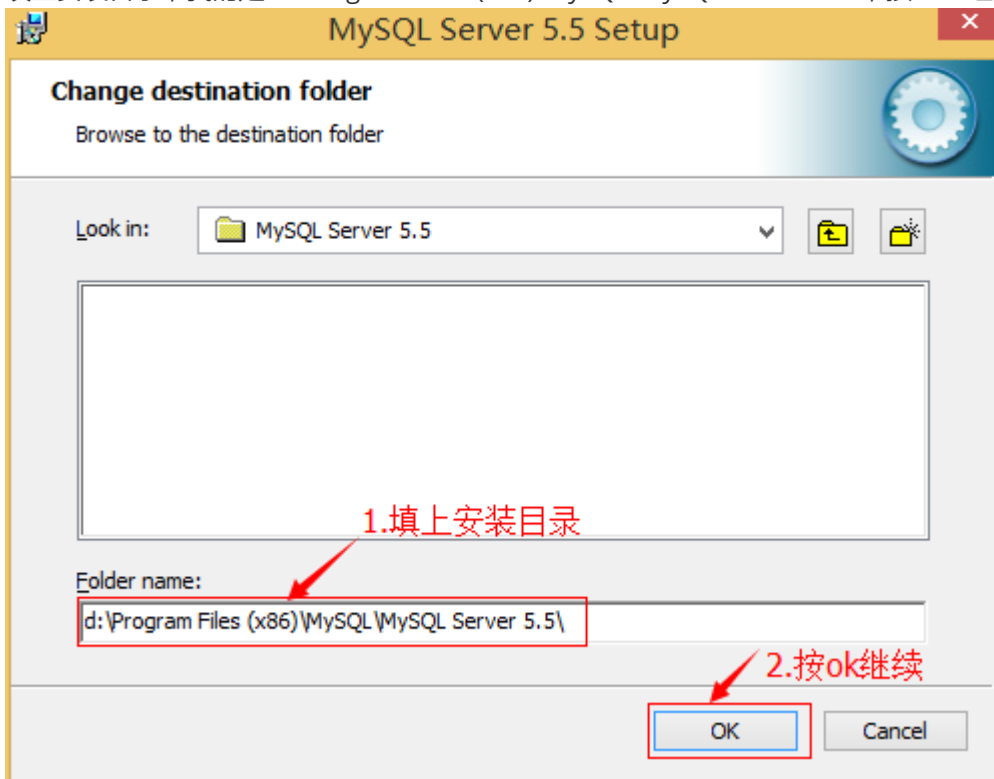 MySQL Server 5.5 Setup
Change destination folder
Browse to the destination folder
Look in:
MySQL Server 5.5
1.填上安装目录
Folder name:
d:\Program Files (x86)\MySQL\MySQL Server 5.5\
2.按ok继续
OK
Cancel